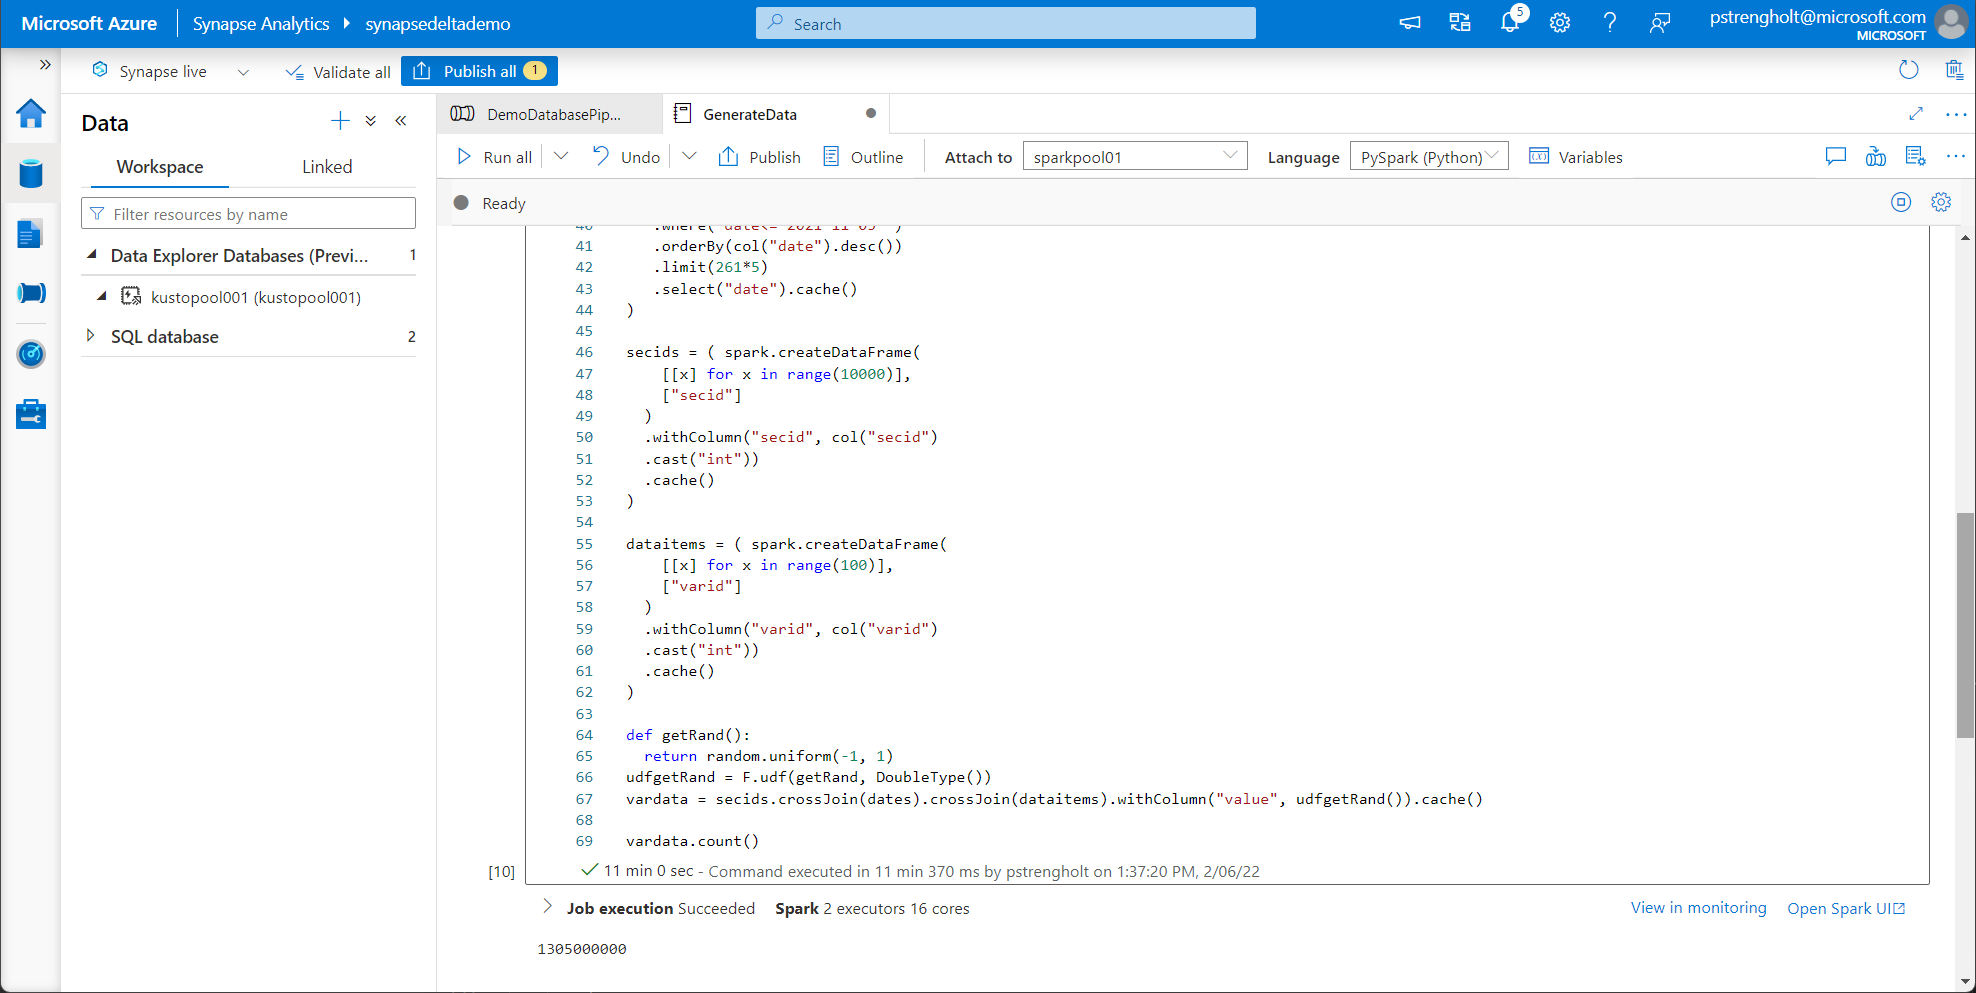 Microsoft Azure
Synapse Analytics
synapsedeltademo
Search
5
pstrengholt@microsoft.com
MICROSOFT
Synapse live
Validate all
Publish all 1
Data
Workspace
Linked
Filter resources by name
Data Explorer Databases (Previ... 1
kustopool001 (kustopool001)
SQL database 2
DemoDatabasePip...
GenerateData
Run all
Undo
Publish
Outline
Attach to
sparkpool01
Language
PySpark (Python)
Variables
Ready
41 .orderBy(col("date").desc())
42 .limit(261*5)
43 .select("date").cache()
44 )
45
46 secids = ( spark.createDataFrame(
47 [[x] for x in range(10000)],
48 ["secid"]
49 )
50 .withColumn("secid", col("secid")
51 .cast("int"))
52 .cache()
53 )
54
55 dataitems = ( spark.createDataFrame(
56 [[x] for x in range(100)],
57 ["varid"]
58 )
59 .withColumn("varid", col("varid")
60 .cast("int"))
61 .cache()
62 )
63
64 def getRand():
65 return random.uniform(-1, 1)
66 udfgetRand = F.udf(getRand, DoubleType())
67 vardata = secids.crossJoin(dates).crossJoin(dataitems).withColumn("value", udfgetRand()).cache()
68
69 vardata.count()
[10] 11 min 0 sec - Command executed in 11 min 370 ms by pstrengholt on 1:37:20 PM, 2/06/22
Job execution Succeeded Spark 2 executors 16 cores
View in monitoring
Open Spark UI
1305000000